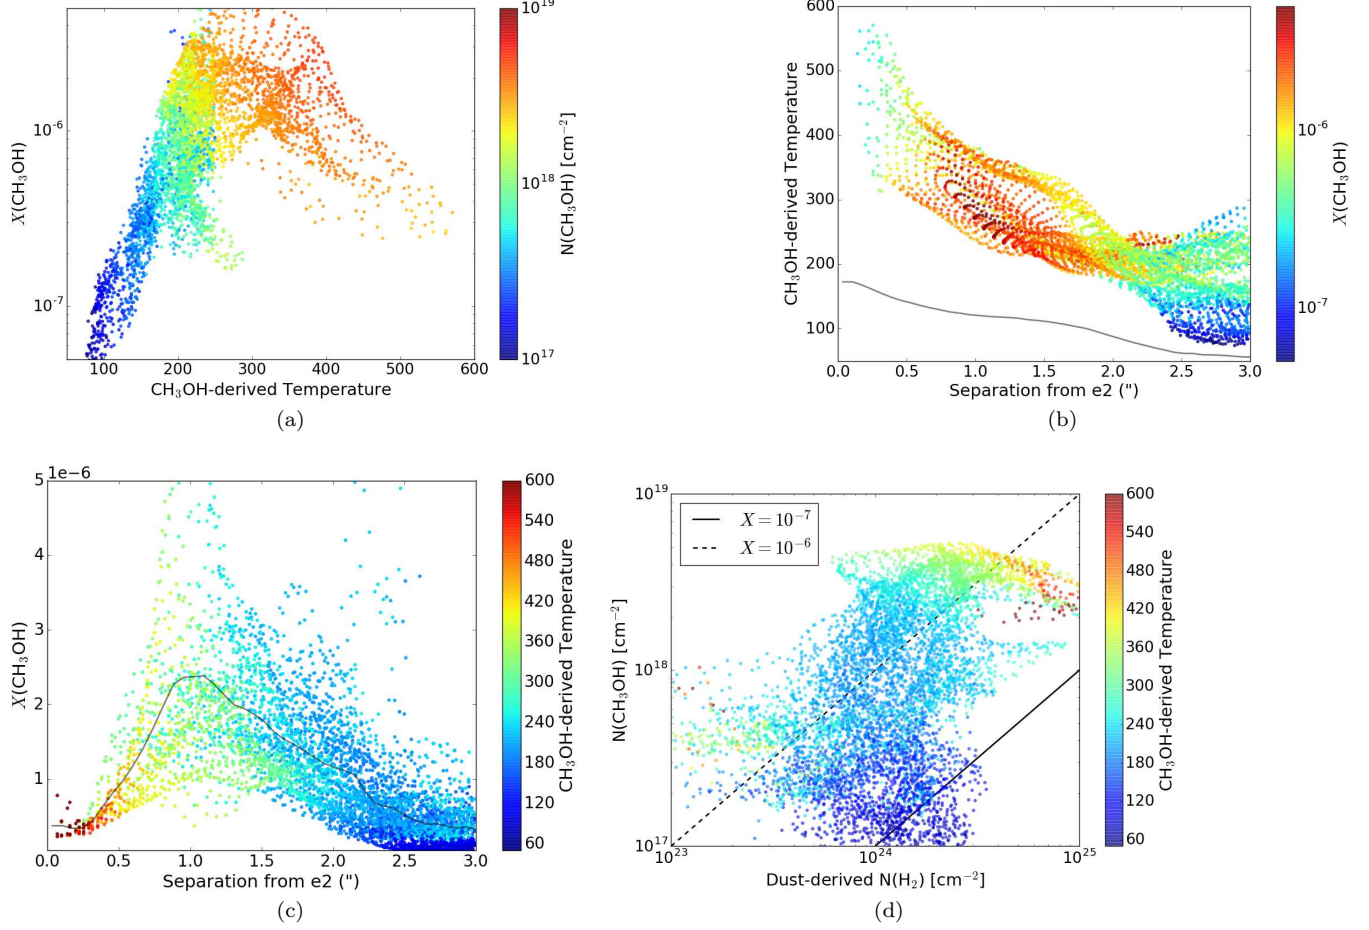 10^19
10^18
10^17
N(CH₃OH) [cm⁻²]
10^-6
10^-7
X(CH₃OH)
100 200 300 400 500 600
CH₃OH-derived Temperature
(a)
600
500
400
300
200
100
CH₃OH-derived Temperature
0.0 0.5 1.0 1.5 2.0 2.5 3.0
Separation from e2 (")
10^-6
10^-7
X(CH₃OH)
(b)
1e−6
5
4
3
2
1
X(CH₃OH)
0.0 0.5 1.0 1.5 2.0 2.5 3.0
Separation from e2 (")
600
540
480
420
360
300
240
180
120
60
CH₃OH-derived Temperature
(c)
10^19
10^18
10^17
N(CH₃OH) [cm⁻²]
X = 10^-7
X = 10^-6
10^23 10^24 10^25
Dust-derived N(H₂) [cm⁻²]
600
540
480
420
360
300
240
180
120
60
CH₃OH-derived Temperature
(d)